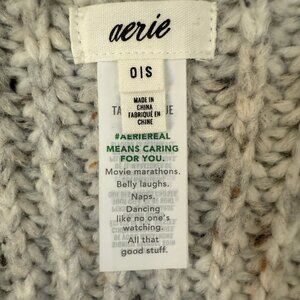 aerie
O|S
MADE IN
CHINA
FABRIQUÉ EN
CHINE
#AERIEREAL
MEANS CARING
FOR YOU.
Movie marathons.
Belly laughs.
Naps.
Dancing
like no one's
watching.
All that
good stuff.